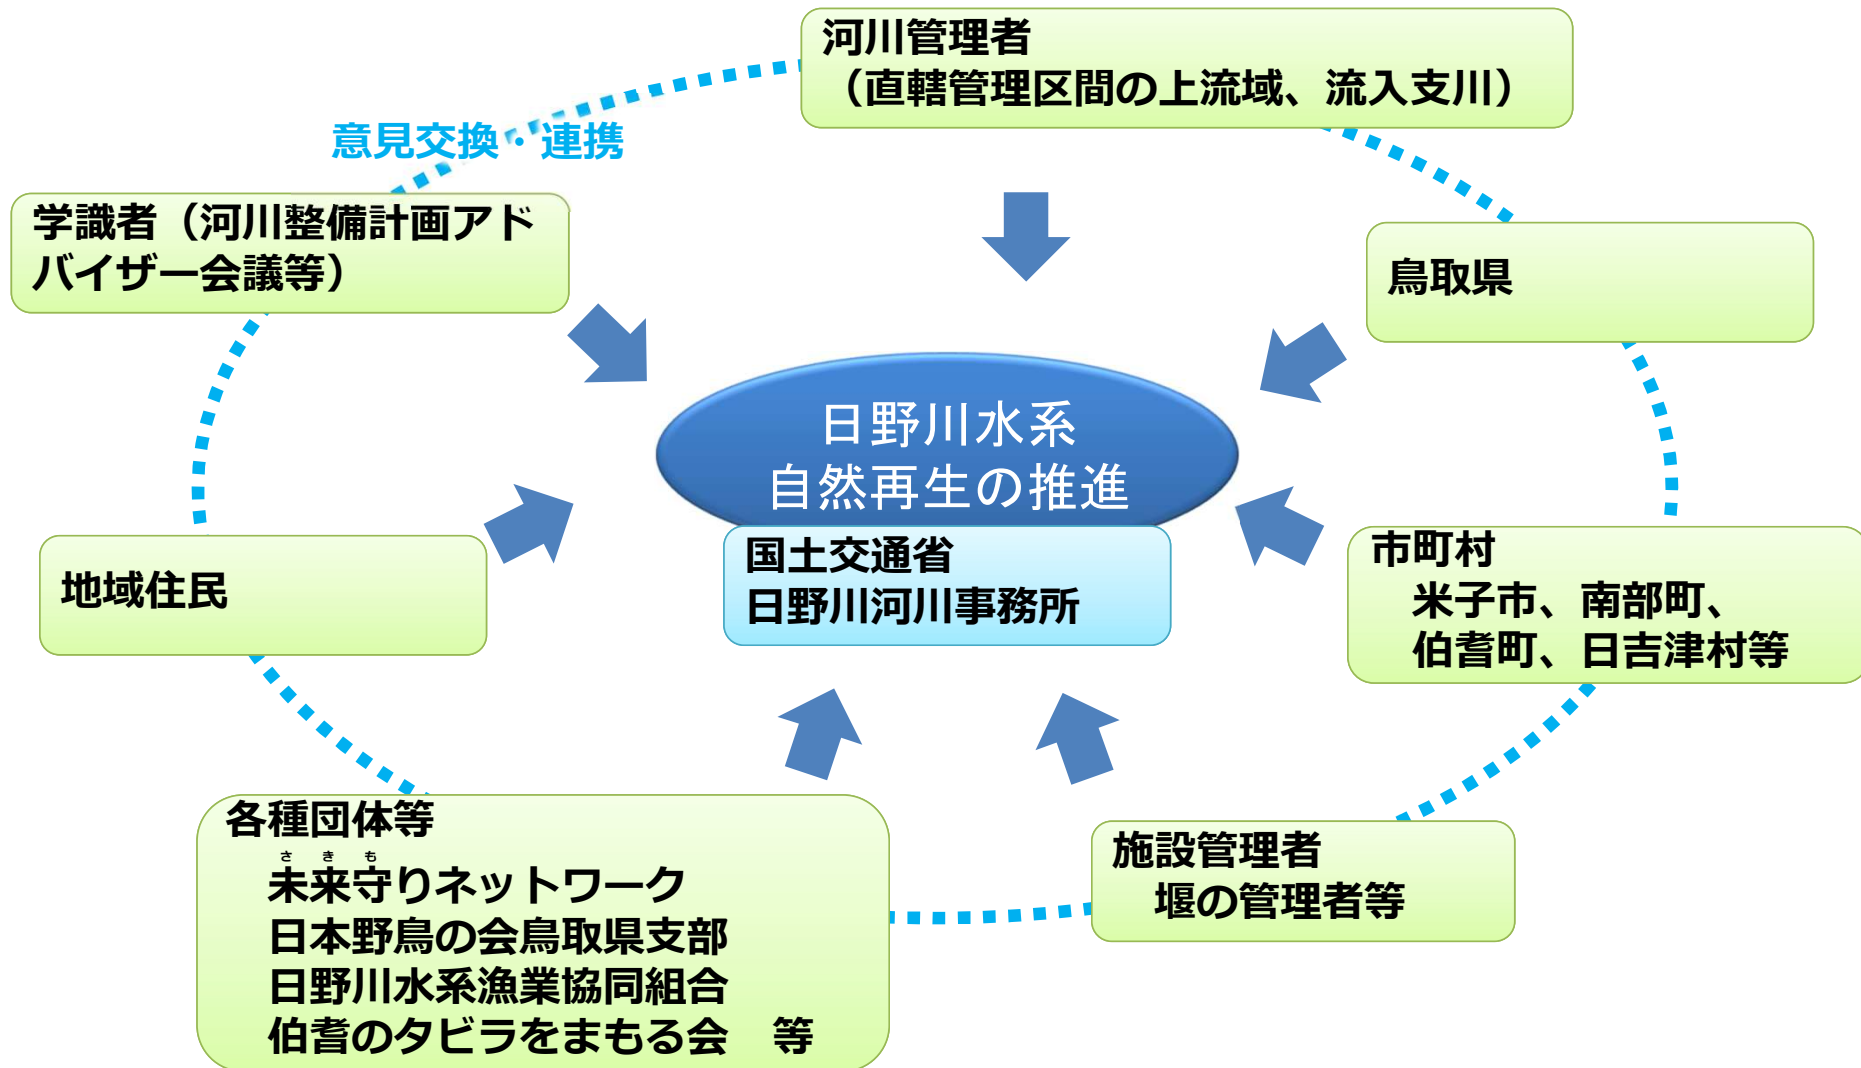 河川管理者
（直轄管理区間の上流域、流入支川）
意見交換・連携
学識者（河川整備計画アド
バイザー会議等）
鳥取県
日野川水系
自然再生の推進
国土交通省
日野川河川事務所
地域住民
市町村
米子市、南部町、
伯耆町、日吉津村等
各種団体等
さきも
未来守りネットワーク
日本野鳥の会鳥取県支部
日野川水系漁業協同組合
伯耆のタビラをまもる会　等
施設管理者
堰の管理者等